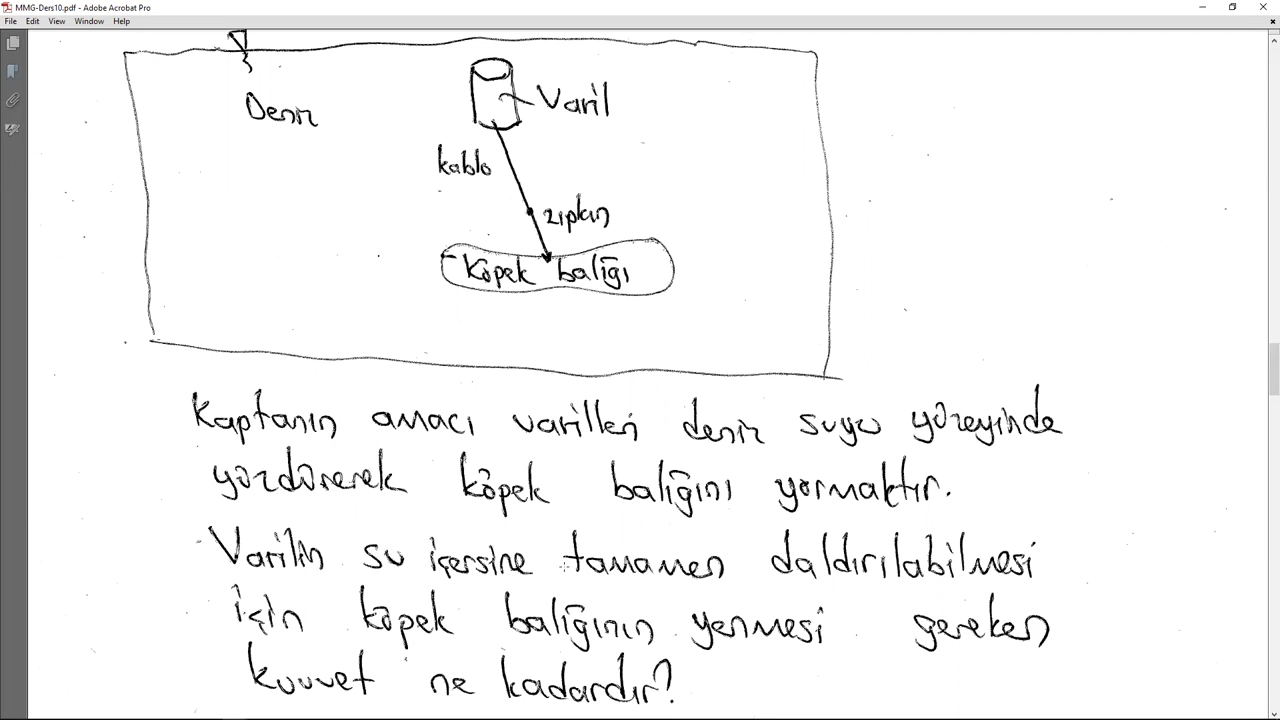 MMG-Ders10.pdf - Adobe Acrobat Pro
File Edit View Window Help
Deniz
Varil
kablo
zıpkın
Köpek balığı
Kaptanın amacı varilleri deniz suyu yüzeyinde
yüzdürerek köpek balığını yormaktır.
Varilin su içersine tamamen daldırılabilmesi
için köpek balığının yenmesi gereken
kuvvet ne kadardır?